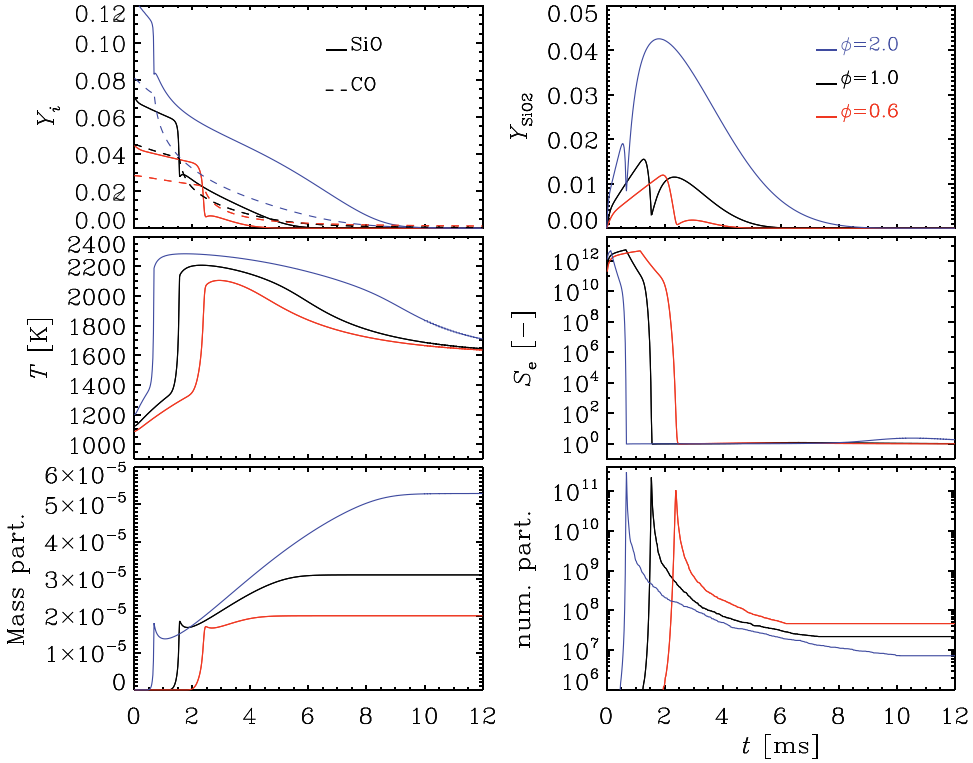 0.12
0.10
0.08
0.06
0.04
0.02
0.00
Y_i
SiO
CO
0.05
0.04
0.03
0.02
0.01
0.00
Y_SiO2
ϕ=2.0
ϕ=1.0
ϕ=0.6
2400
2200
2000
1800
1600
1400
1200
1000
T [K]
10^12
10^10
10^8
10^6
10^4
10^2
10^0
S_e [−]
6×10^-5
5×10^-5
4×10^-5
3×10^-5
2×10^-5
1×10^-5
0
Mass part.
0 2 4 6 8 10 12
10^11
10^10
10^9
10^8
10^7
10^6
num. part.
0 2 4 6 8 10 12
t [ms]